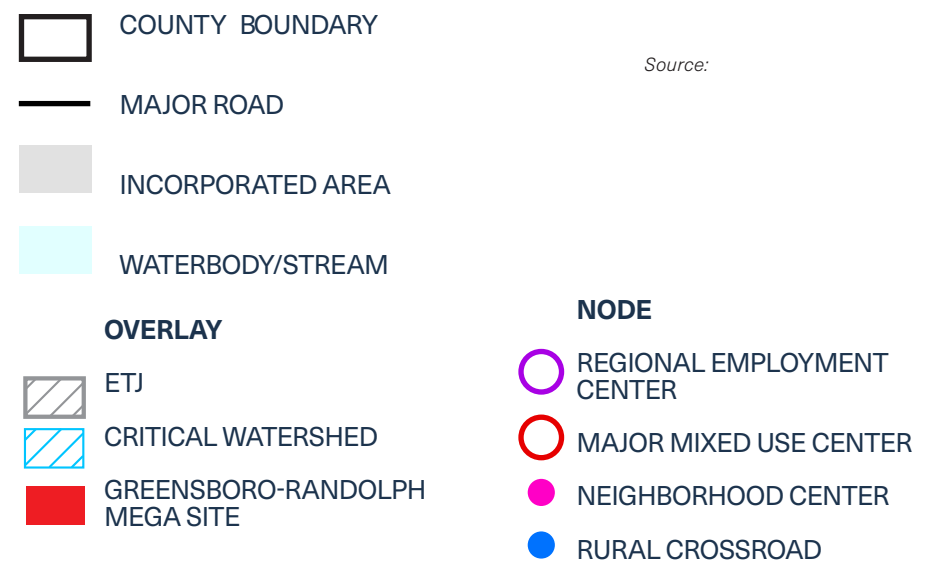 COUNTY BOUNDARY
MAJOR ROAD
INCORPORATED AREA
WATERBODY/STREAM
OVERLAY
ETJ
CRITICAL WATERSHED
GREENSBORO-RANDOLPH
MEGA SITE
Source:
NODE
REGIONAL EMPLOYMENT
CENTER
MAJOR MIXED USE CENTER
NEIGHBORHOOD CENTER
RURAL CROSSROAD